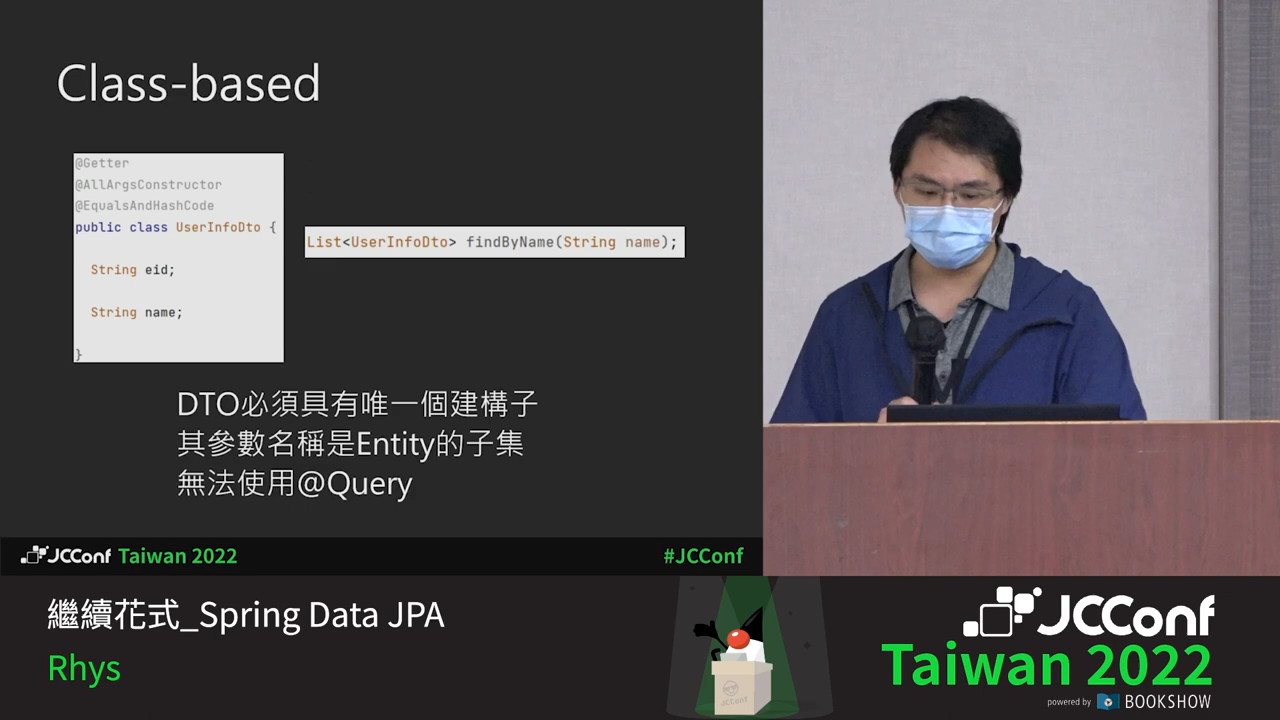 Class-based
@Getter
@AllArgsConstructor
@EqualsAndHashCode
public class UserInfoDto {
String eid;
String name;
}
List<UserInfoDto> findByName(String name);
DTO必須具有唯一個建構子
其參數名稱是Entity的子集
無法使用@Query
JCConf Taiwan 2022
#JCConf
繼續花式_Spring Data JPA
Rhys
JCConf
JCConf
Taiwan 2022
powered by BOOKSHOW